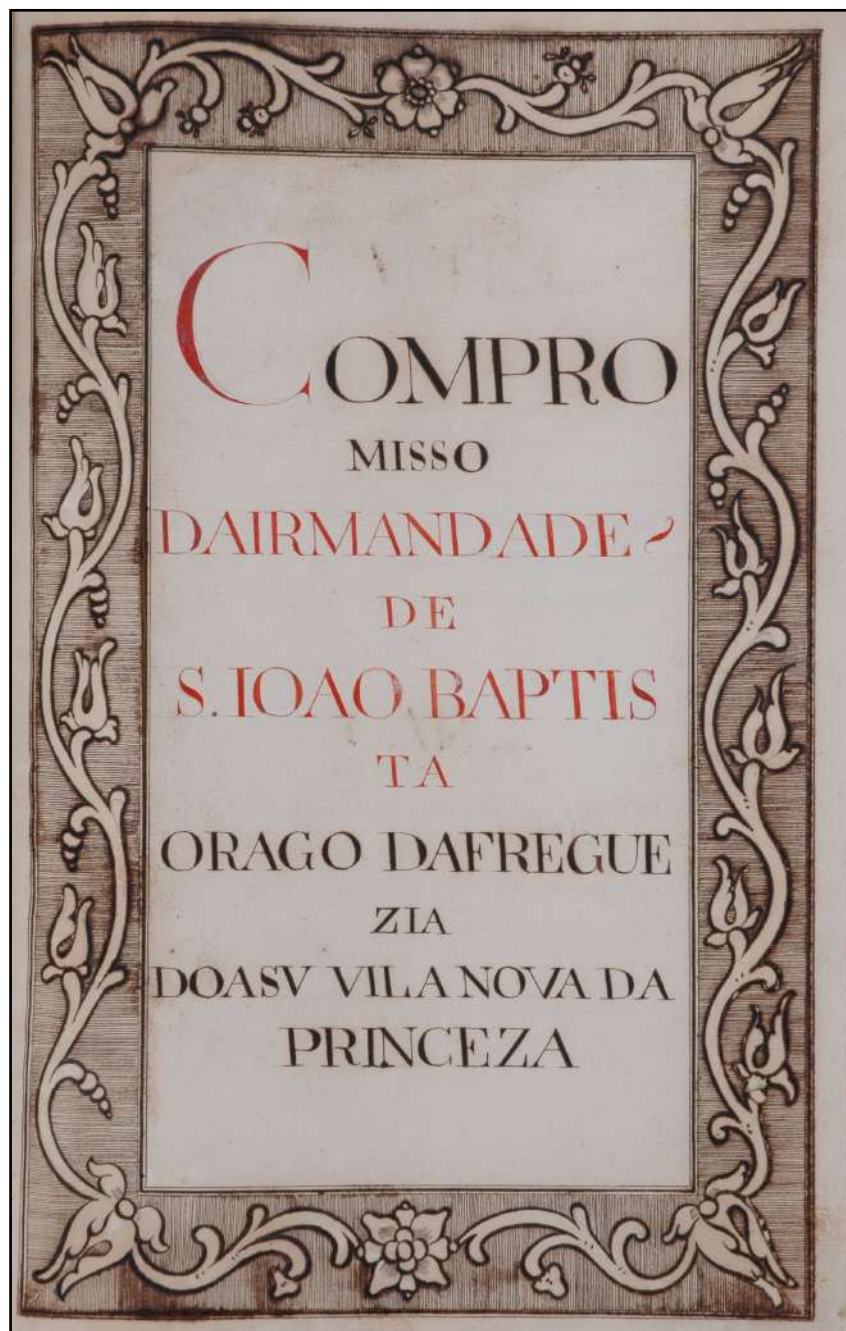 COMPRO
MISSO
DAIRMANDADE~
DE
S. IOAO BAPTIS
TA
ORAGO DAFREGUE
ZIA
DOASV VILA NOVA DA
PRINCEZA